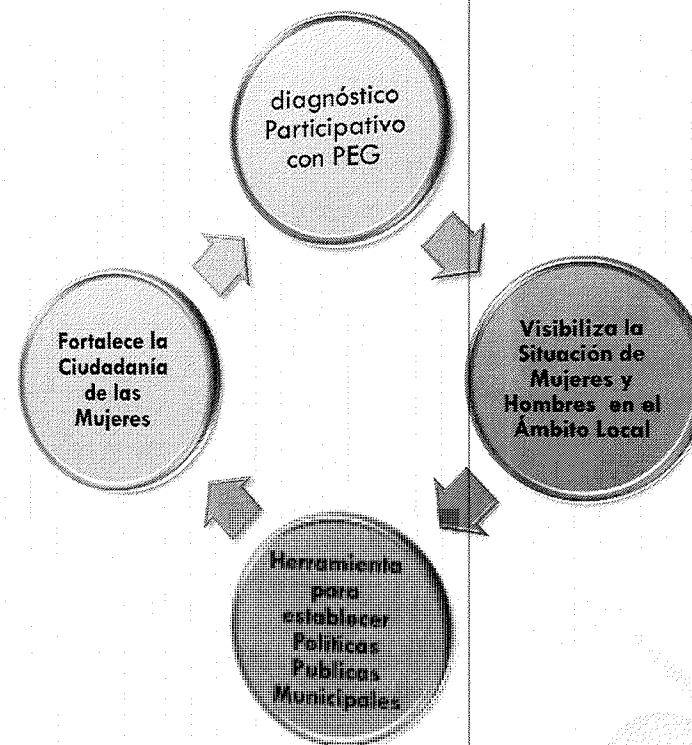 diagnóstico
Participativo
con PEG
Visibiliza la
Situación de
Mujeres y
Hombres en el
Ámbito Local
Herramienta
para
establecer
Políticas
Publicas
Municipales
Fortalece la
Ciudadanía
de las
Mujeres